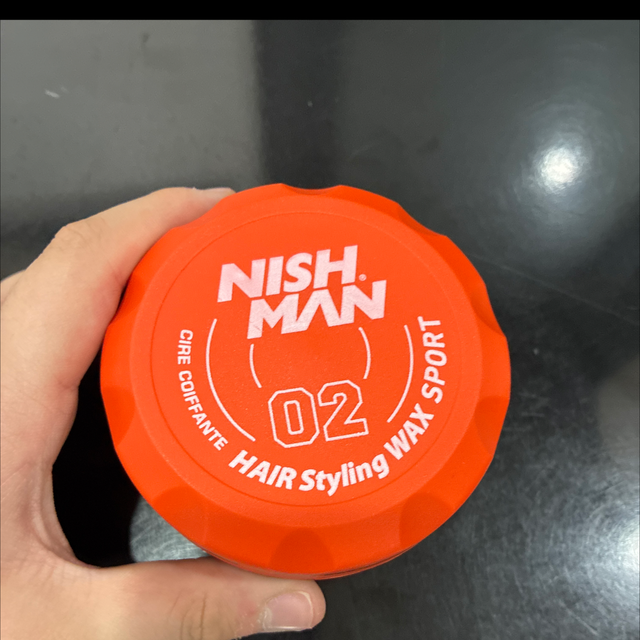 NISH
MAN®
02
CIRE COIFFANTE
HAIR Styling WAX SPORT